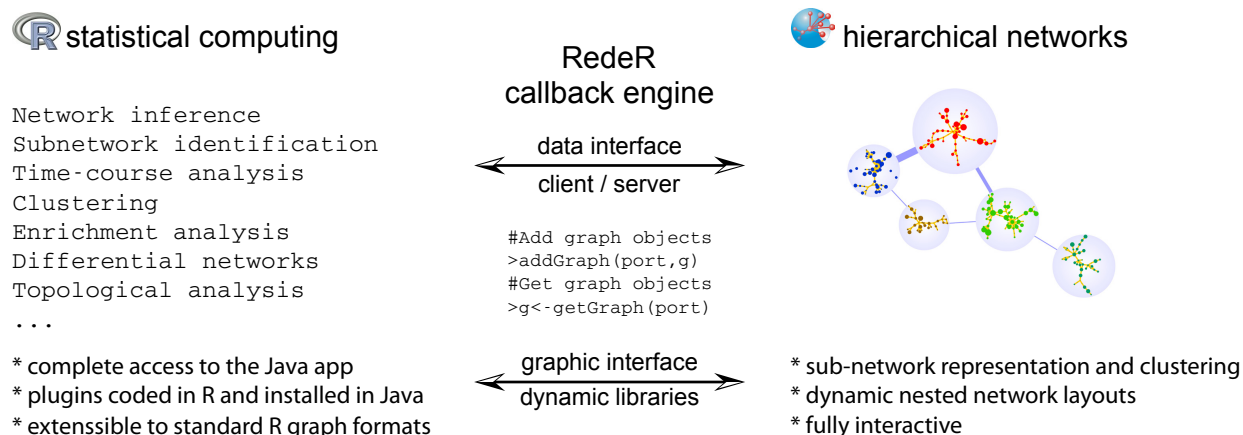 R statistical computing
Network inference
Subnetwork identification
Time-course analysis
Clustering
Enrichment analysis
Differential networks
Topological analysis
...
* complete access to the Java app
* plugins coded in R and installed in Java
* extenssible to standard R graph formats
RedeR
callback engine
data interface
client / server
#Add graph objects
>addGraph(port,g)
#Get graph objects
>g<-getGraph(port)
graphic interface
dynamic libraries
hierarchical networks
* sub-network representation and clustering
* dynamic nested network layouts
* fully interactive